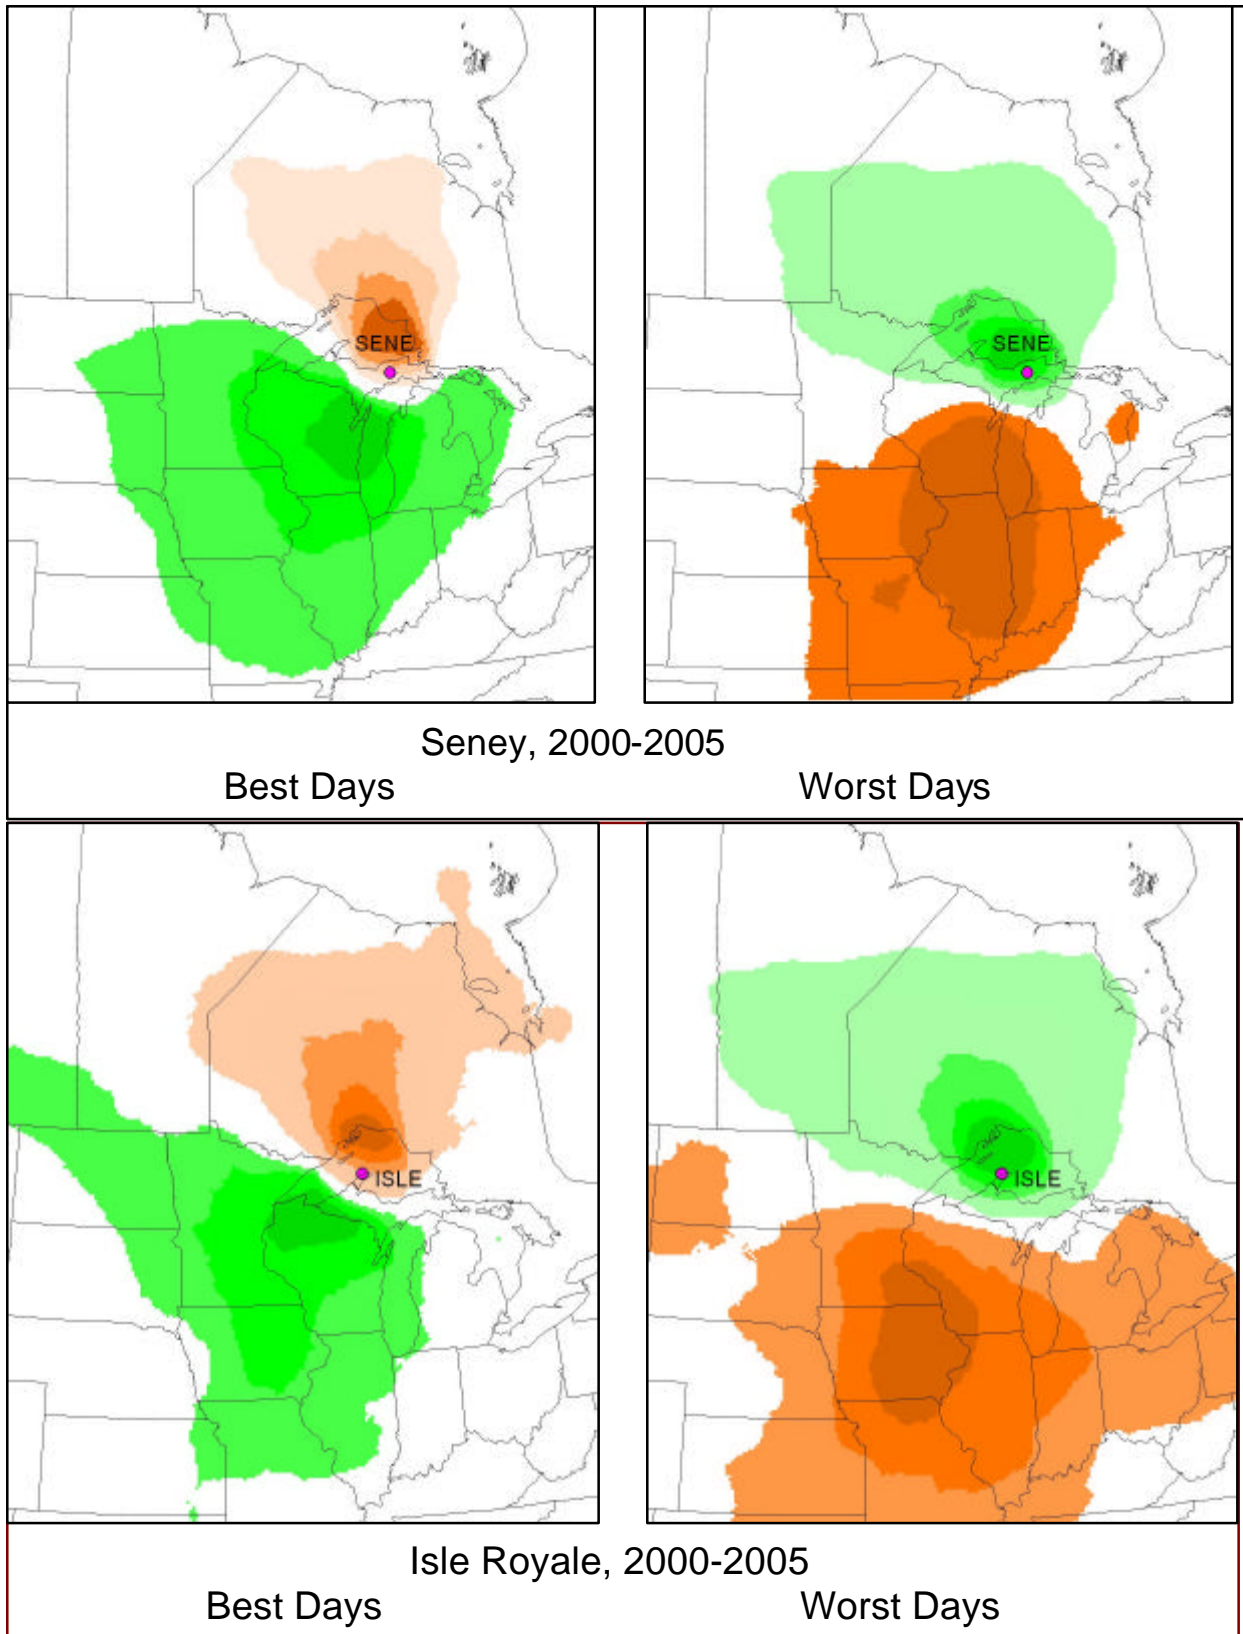 SENE
SENE
Seney, 2000-2005
Best Days
Worst Days
ISLE
ISLE
Isle Royale, 2000-2005
Best Days
Worst Days